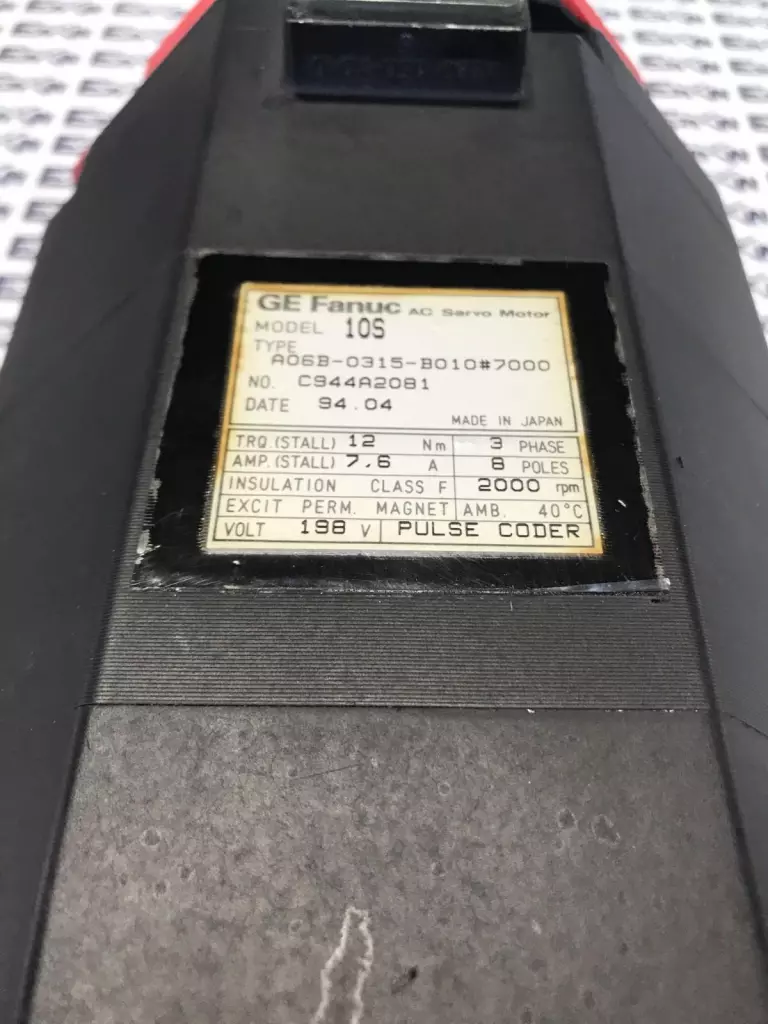 GE Fanuc AC Servo Motor
MODEL 10S
TYPE
A06B-0315-B010#7000
NO. C944A2081
DATE 94.04
MADE IN JAPAN
TRQ.(STALL) 12 Nm 3 PHASE
AMP.(STALL) 7.6 A 8 POLES
INSULATION CLASS F 2000 rpm
EXCIT PERM. MAGNET AMB. 40°C
VOLT 198 V PULSE CODER